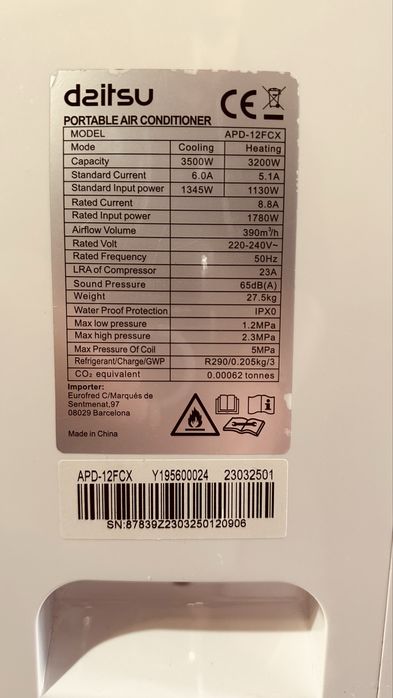 daitsu
CE
PORTABLE AIR CONDITIONER
MODEL APD-12FCX
Mode Cooling Heating
Capacity 3500W 3200W
Standard Current 6.0A 5.1A
Standard Input power 1345W 1130W
Rated Current 8.8A
Rated Input power 1780W
Airflow Volume 390m³/h
Rated Volt 220-240V~
Rated Frequency 50Hz
LRA of Compressor 23A
Sound Pressure 65dB(A)
Weight 27.5kg
Water Proof Protection IPX0
Max low pressure 1.2MPa
Max high pressure 2.3MPa
Max Pressure Of Coil 5MPa
Refrigerant/Charge/GWP R290/0.205kg/3
CO₂ equivalent 0.00062 tonnes
Importer:
Eurofred C/Marqués de
Sentmenat,97
08029 Barcelona
Made in China
APD-12FCX Y195600024 23032501
SN:87839Z2303250120906